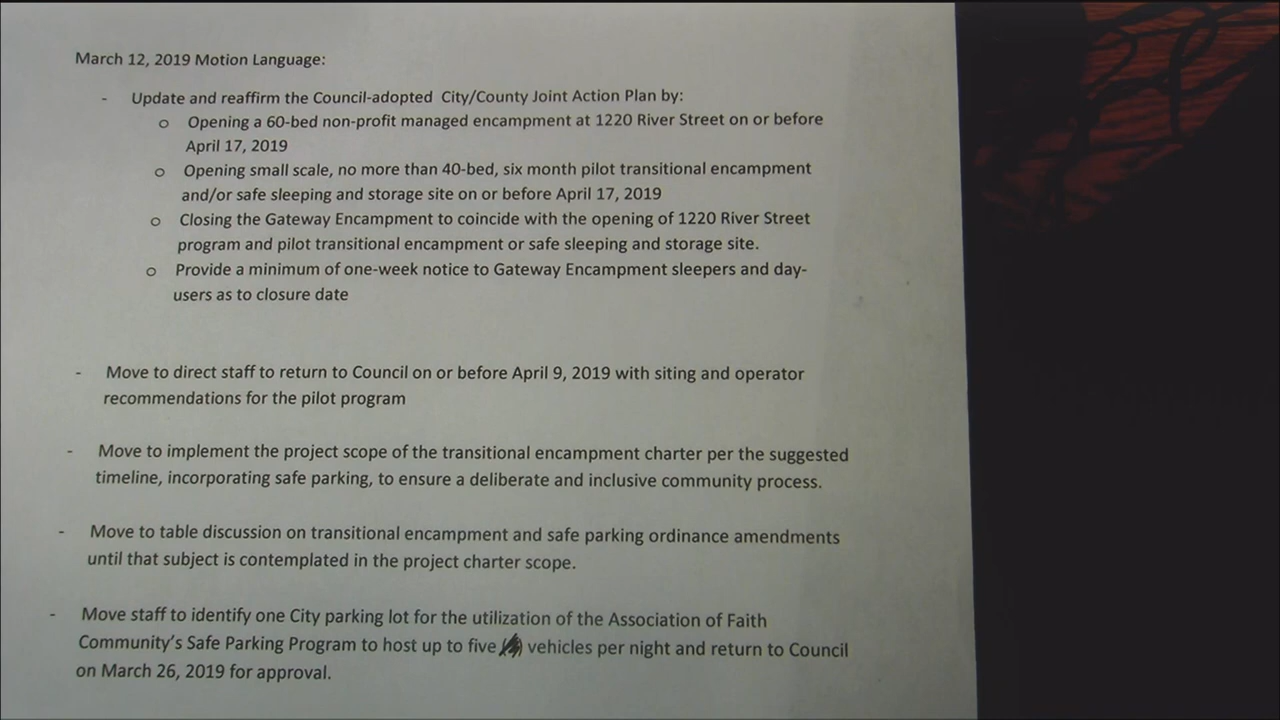 March 12, 2019 Motion Language:
- Update and reaffirm the Council-adopted City/County Joint Action Plan by:
o Opening a 60-bed non-profit managed encampment at 1220 River Street on or before
April 17, 2019
o Opening small scale, no more than 40-bed, six month pilot transitional encampment
and/or safe sleeping and storage site on or before April 17, 2019
o Closing the Gateway Encampment to coincide with the opening of 1220 River Street
program and pilot transitional encampment or safe sleeping and storage site.
o Provide a minimum of one-week notice to Gateway Encampment sleepers and day-
users as to closure date
- Move to direct staff to return to Council on or before April 9, 2019 with siting and operator
recommendations for the pilot program
- Move to implement the project scope of the transitional encampment charter per the suggested
timeline, incorporating safe parking, to ensure a deliberate and inclusive community process.
- Move to table discussion on transitional encampment and safe parking ordinance amendments
until that subject is contemplated in the project charter scope.
- Move staff to identify one City parking lot for the utilization of the Association of Faith
Community's Safe Parking Program to host up to five vehicles per night and return to Council
on March 26, 2019 for approval.